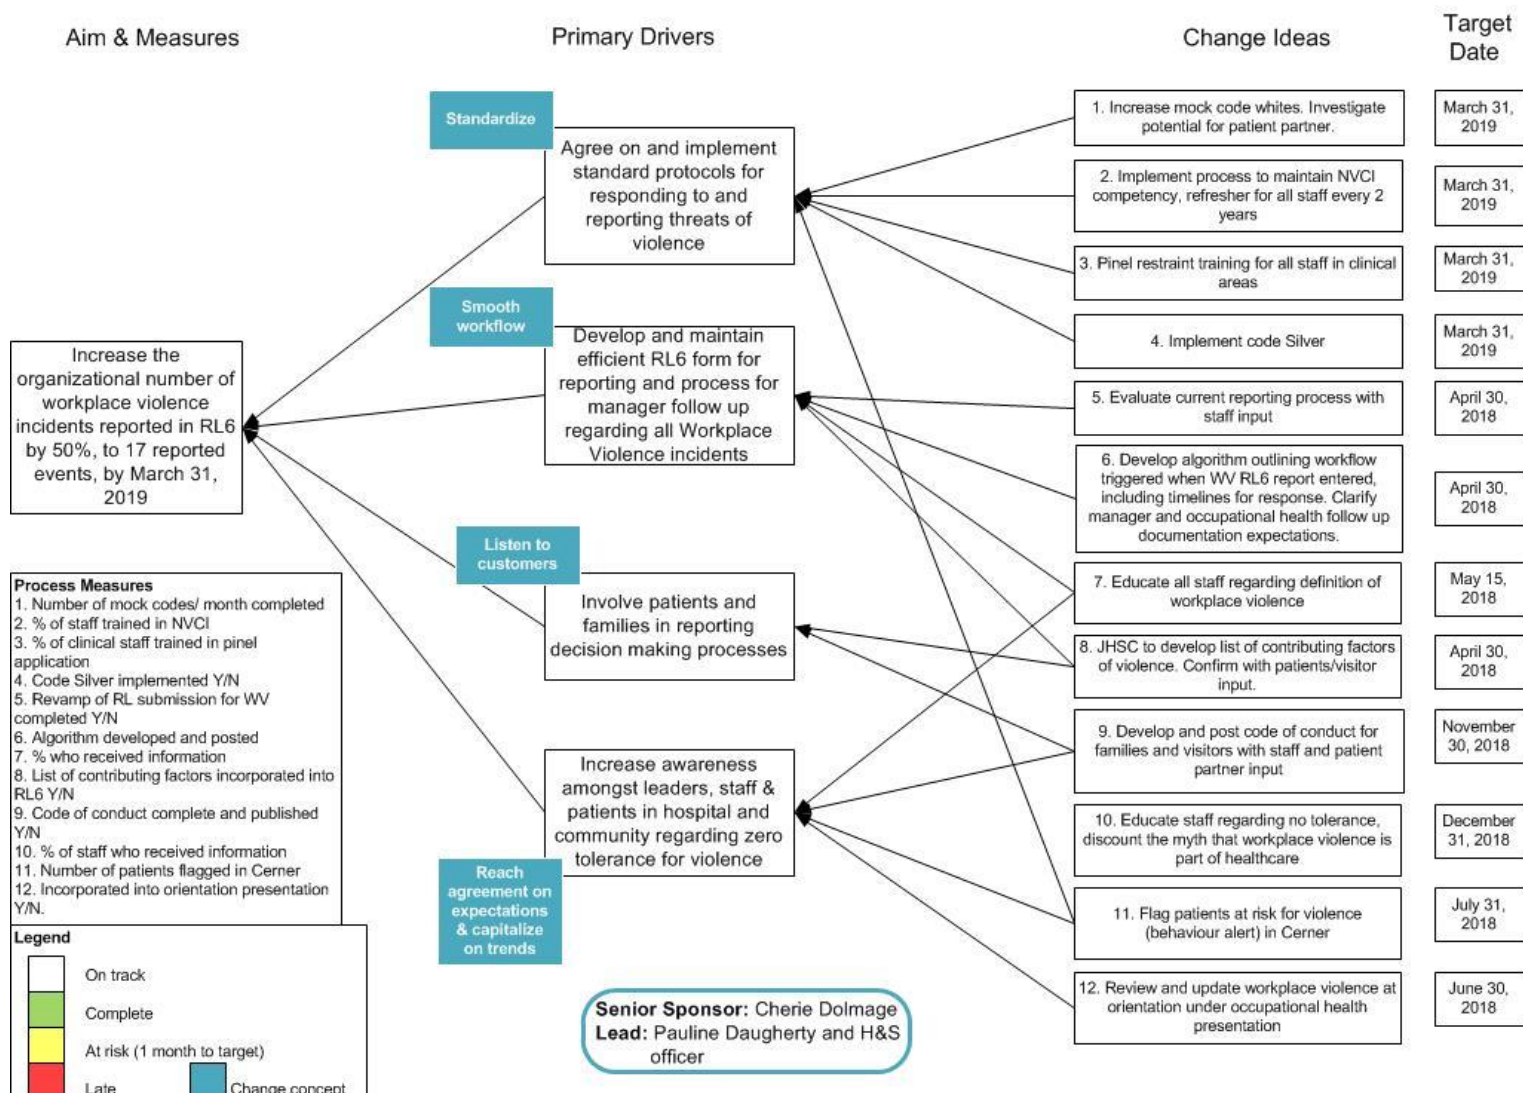 Aim & Measures
Primary Drivers
Change Ideas
Target
Date
Standardize
Agree on and implement
standard protocols for
responding to and
reporting threats of
violence
Smooth
workflow
Develop and maintain
efficient RL6 form for
reporting and process for
manager follow up
regarding all Workplace
Violence incidents
Increase the
organizational number of
workplace violence
incidents reported in RL6
by 50%, to 17 reported
events, by March 31,
2019
Listen to
customers
Involve patients and
families in reporting
decision making processes
Increase awareness
amongst leaders, staff &
patients in hospital and
community regarding zero
tolerance for violence
Reach
agreement on
expectations
& capitalize
on trends
1. Increase mock code whites. Investigate
potential for patient partner.
March 31,
2019
2. Implement process to maintain NVCI
competency, refresher for all staff every 2
years
March 31,
2019
3. Pinel restraint training for all staff in clinical
areas
March 31,
2019
4. Implement code Silver
March 31,
2019
5. Evaluate current reporting process with
staff input
April 30,
2018
6. Develop algorithm outlining workflow
triggered when WV RL6 report entered,
including timelines for response. Clarify
manager and occupational health follow up
documentation expectations.
April 30,
2018
7. Educate all staff regarding definition of
workplace violence
May 15,
2018
8. JHSC to develop list of contributing factors
of violence. Confirm with patients/visitor
input.
April 30,
2018
9. Develop and post code of conduct for
families and visitors with staff and patient
partner input
November
30, 2018
10. Educate staff regarding no tolerance,
discount the myth that workplace violence is
part of healthcare
December
31, 2018
11. Flag patients at risk for violence
(behaviour alert) in Cerner
July 31,
2018
12. Review and update workplace violence at
orientation under occupational health
presentation
June 30,
2018
Process Measures
1. Number of mock codes/ month completed
2. % of staff trained in NVCI
3. % of clinical staff trained in pinel
application
4. Code Silver implemented Y/N
5. Revamp of RL submission for WV
completed Y/N
6. Algorithm developed and posted
7. % who received information
8. List of contributing factors incorporated into
RL6 Y/N
9. Code of conduct complete and published
Y/N
10. % of staff who received information
11. Number of patients flagged in Cerner
12. Incorporated into orientation presentation
Y/N.
Legend
On track
Complete
At risk (1 month to target)
Late
Change concept
Senior Sponsor: Cherie Dolmage
Lead: Pauline Daugherty and H&S
officer